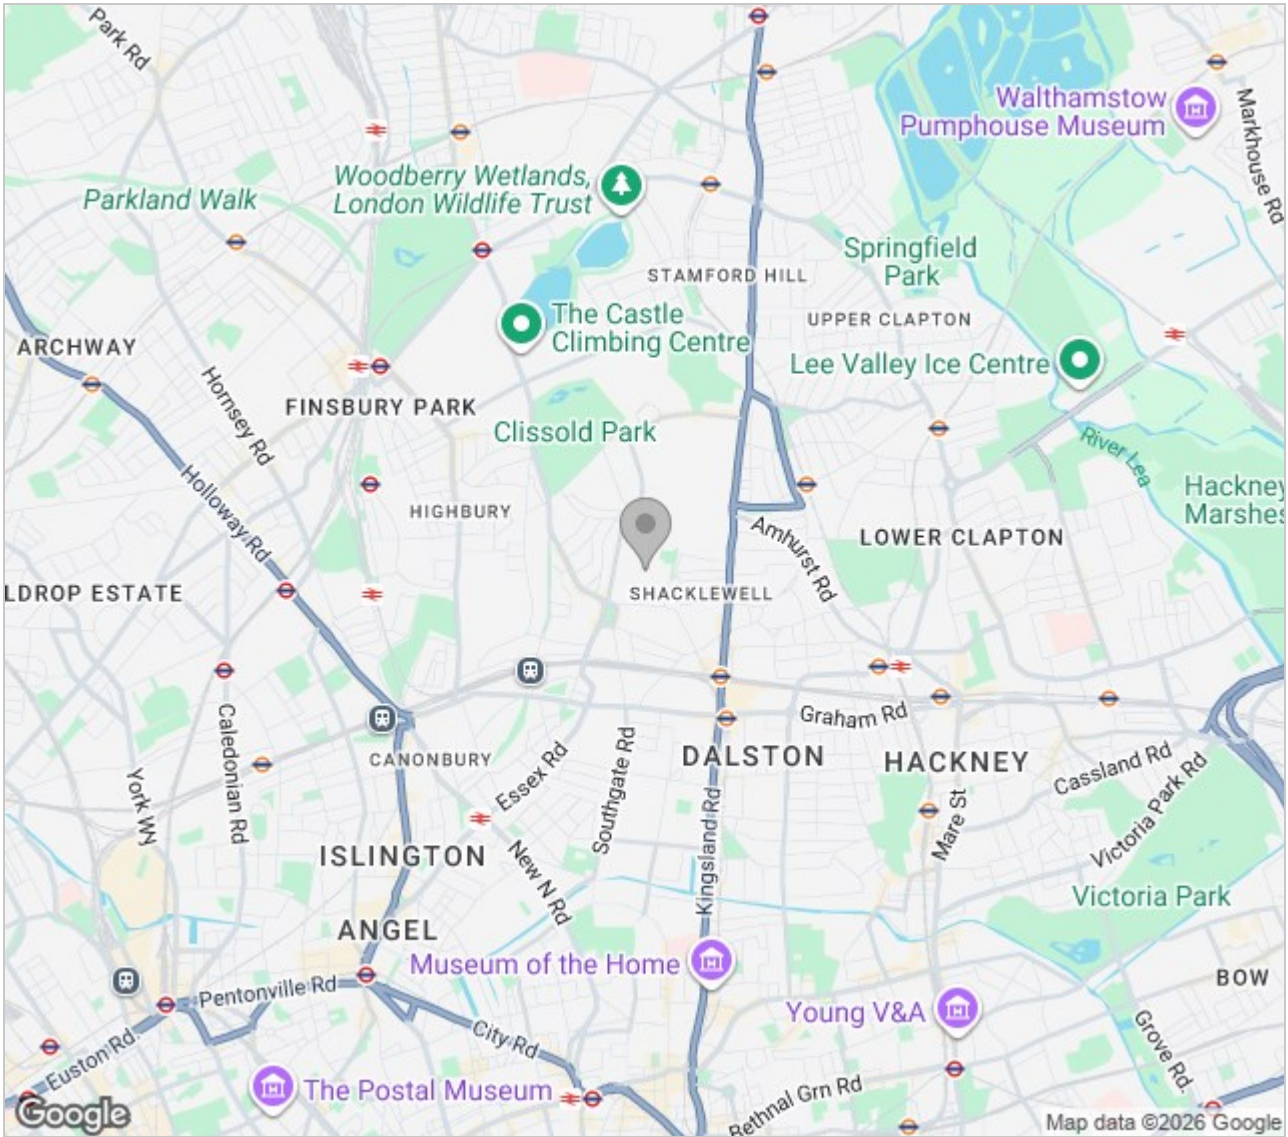 Park Rd
Walthamstow
Pumphouse Museum
Markhouse Rd
Woodberry Wetlands,
London Wildlife Trust
Parkland Walk
Springfield
Park
STAMFORD HILL
UPPER CLAPTON
The Castle
Climbing Centre
ARCHWAY
Lee Valley Ice Centre
Hornsey Rd
FINSBURY PARK
Clissold Park
River Lea
Holloway Rd
Hackney
Marshes
HIGHBURY
Amhurst Rd
LOWER CLAPTON
LDROP ESTATE
SHACKLEWELL
Caledonian Rd
Graham Rd
CANONBURY
Essex Rd
Southgate Rd
DALSTON
HACKNEY
Cassland Rd
York Wy
Victoria Park Rd
Kingsland Rd
Mare St
ISLINGTON
New N Rd
Victoria Park
ANGEL
Museum of the Home
BOW
Pentonville Rd
Young V&A
City Rd
Grove Rd.
Euston Rd.
The Postal Museum
Bethnal Grn Rd
Google
Map data ©2026 Google